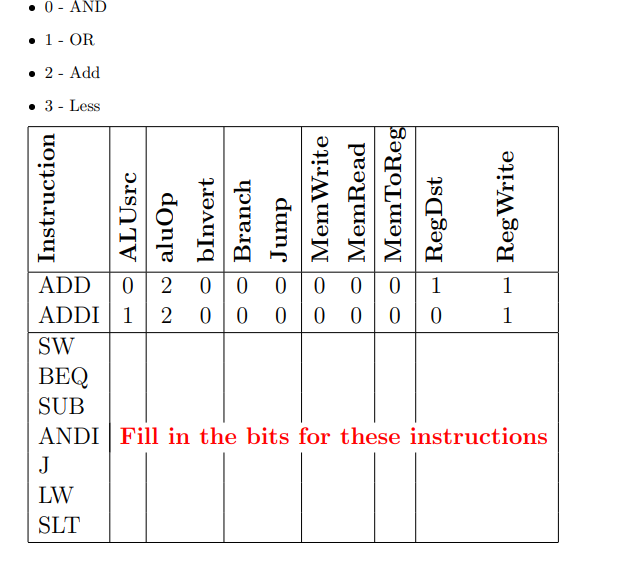 • 0 - AND
• 1 - OR
• 2 - Add
• 3 - Less
Instruction ALUsrc aluOp bInvert Branch Jump MemWrite MemRead MemToReg RegDst RegWrite
ADD 0 2 0 0 0 0 0 0 1 1
ADDI 1 2 0 0 0 0 0 0 0 1
SW
BEQ
SUB
ANDI Fill in the bits for these instructions
J
LW
SLT